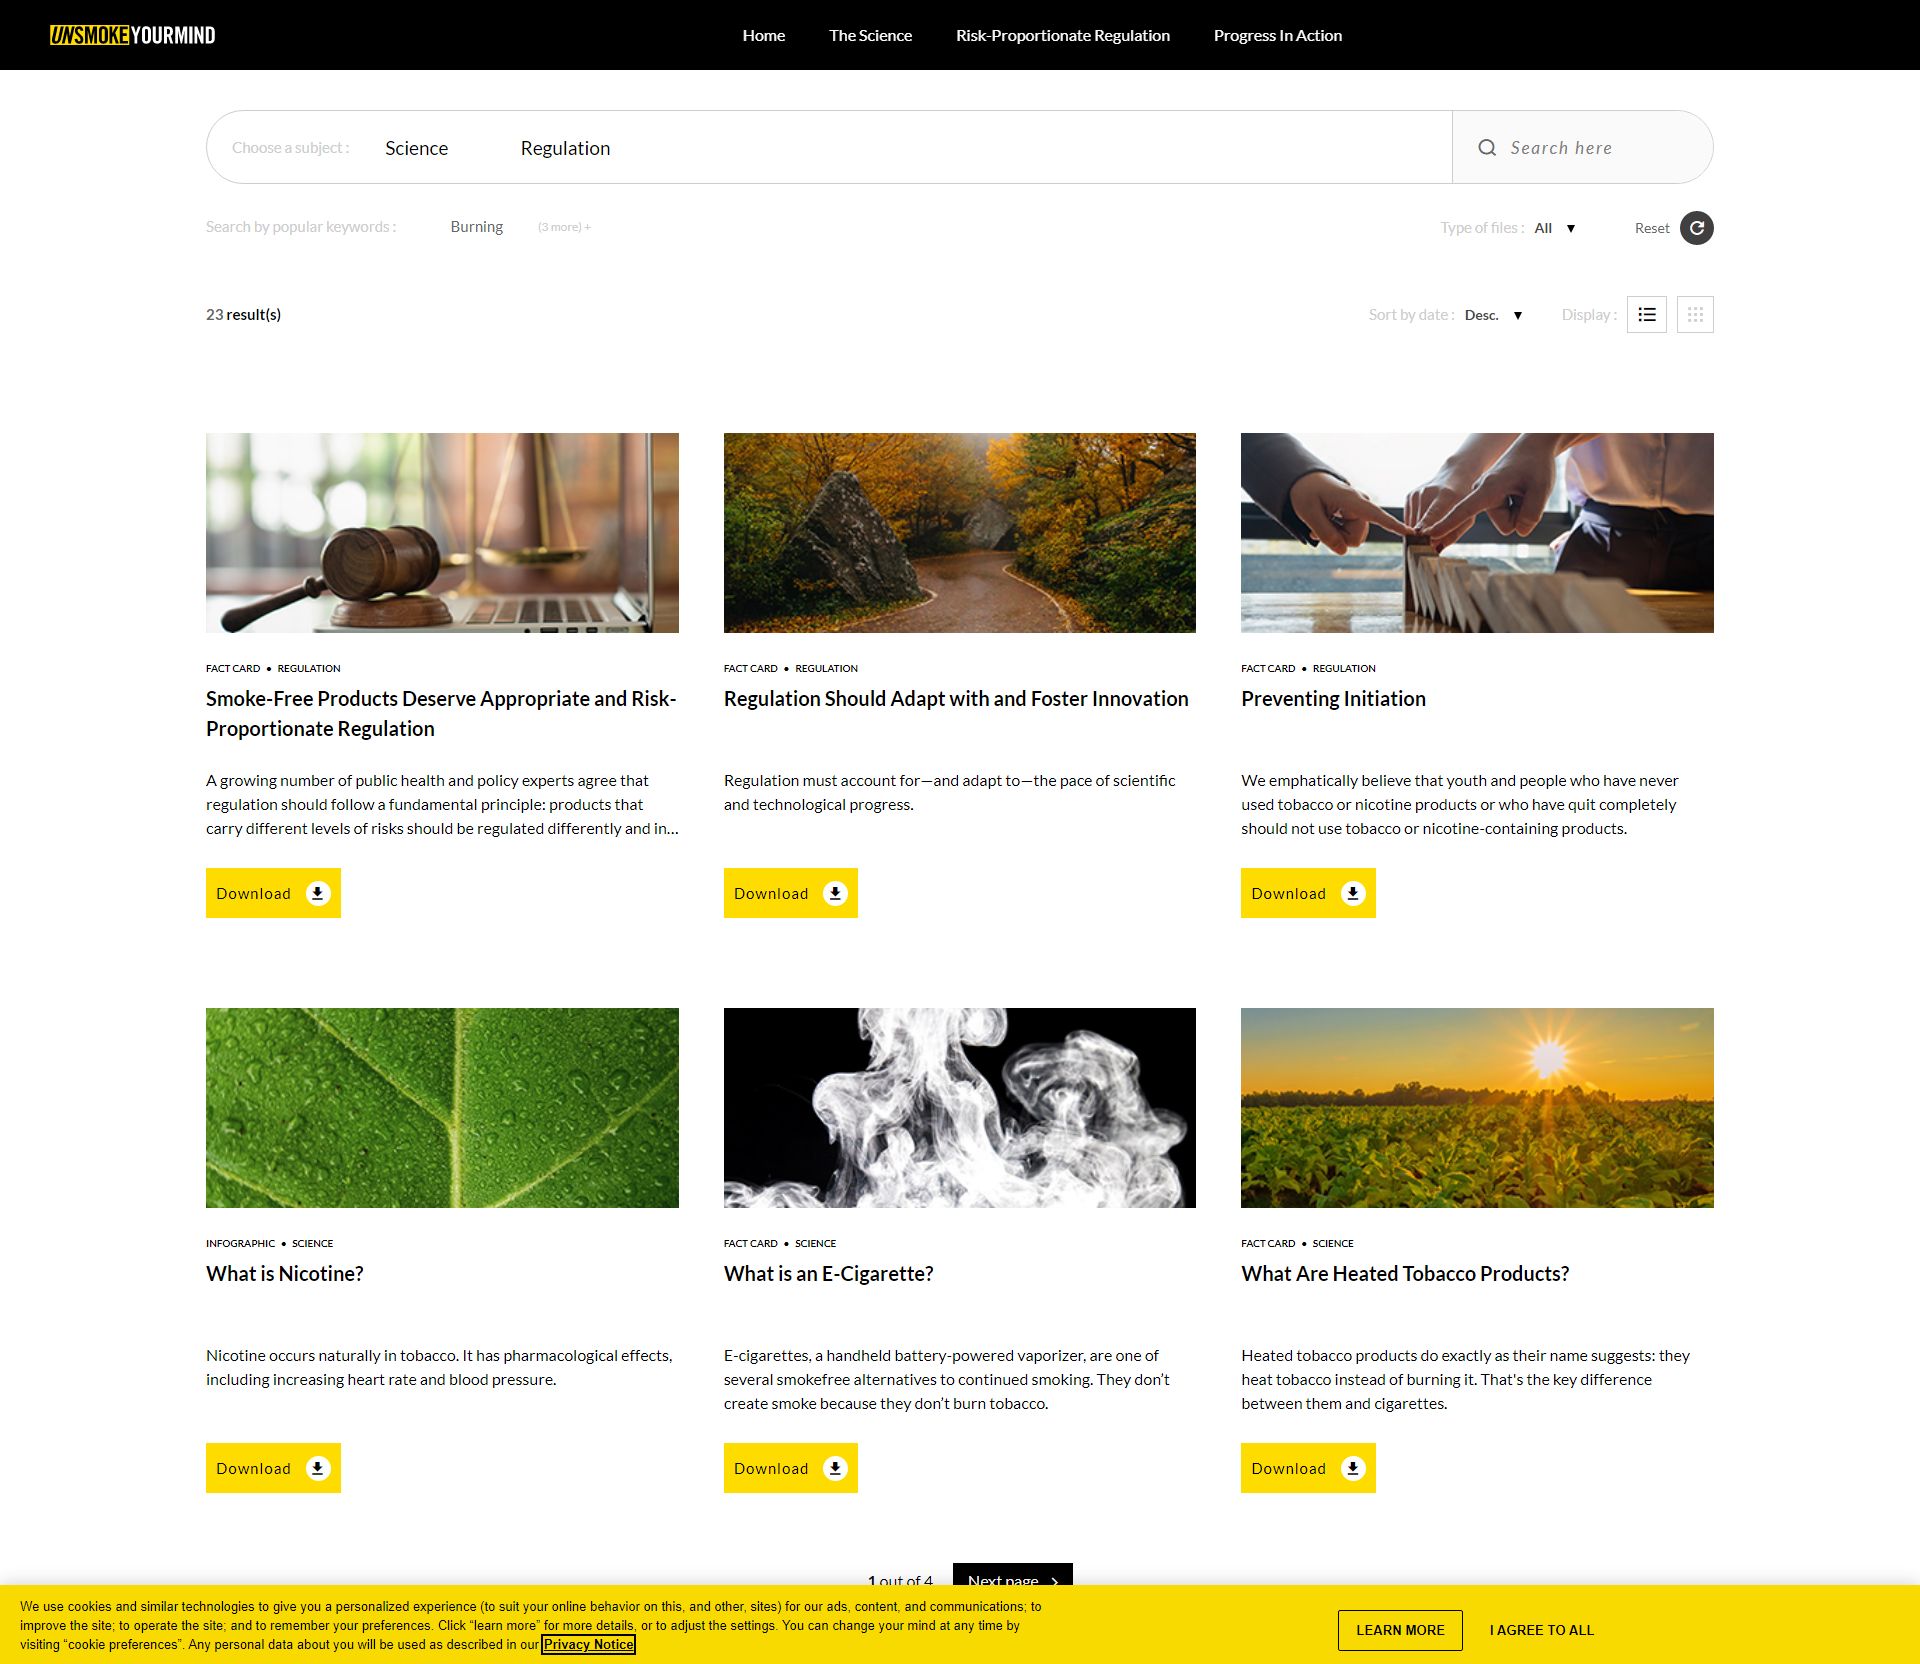 UNSMOKEYOURMIND
Home The Science Risk-Proportionate Regulation Progress In Action
Choose a subject : Science Regulation Search here
Search by popular keywords : Burning (3 more) + Type of files : All ▼ Reset
23 result(s) Sort by date : Desc. ▼ Display :
FACT CARD • REGULATION
Smoke-Free Products Deserve Appropriate and Risk-
Proportionate Regulation
A growing number of public health and policy experts agree that
regulation should follow a fundamental principle: products that
carry different levels of risks should be regulated differently and in...
Download
FACT CARD • REGULATION
Regulation Should Adapt with and Foster Innovation
Regulation must account for—and adapt to—the pace of scientific
and technological progress.
Download
FACT CARD • REGULATION
Preventing Initiation
We emphatically believe that youth and people who have never
used tobacco or nicotine products or who have quit completely
should not use tobacco or nicotine-containing products.
Download
INFOGRAPHIC • SCIENCE
What is Nicotine?
Nicotine occurs naturally in tobacco. It has pharmacological effects,
including increasing heart rate and blood pressure.
Download
FACT CARD • SCIENCE
What is an E-Cigarette?
E-cigarettes, a handheld battery-powered vaporizer, are one of
several smokefree alternatives to continued smoking. They don’t
create smoke because they don’t burn tobacco.
Download
FACT CARD • SCIENCE
What Are Heated Tobacco Products?
Heated tobacco products do exactly as their name suggests: they
heat tobacco instead of burning it. That's the key difference
between them and cigarettes.
Download
1 out of 4 Next page
We use cookies and similar technologies to give you a personalized experience (to suit your online behavior on this, and other, sites) for our ads, content, and communications; to
improve the site; to operate the site; and to remember your preferences. Click “learn more” for more details, or to adjust the settings. You can change your mind at any time by
visiting “cookie preferences”. Any personal data about you will be used as described in our Privacy Notice
LEARN MORE I AGREE TO ALL